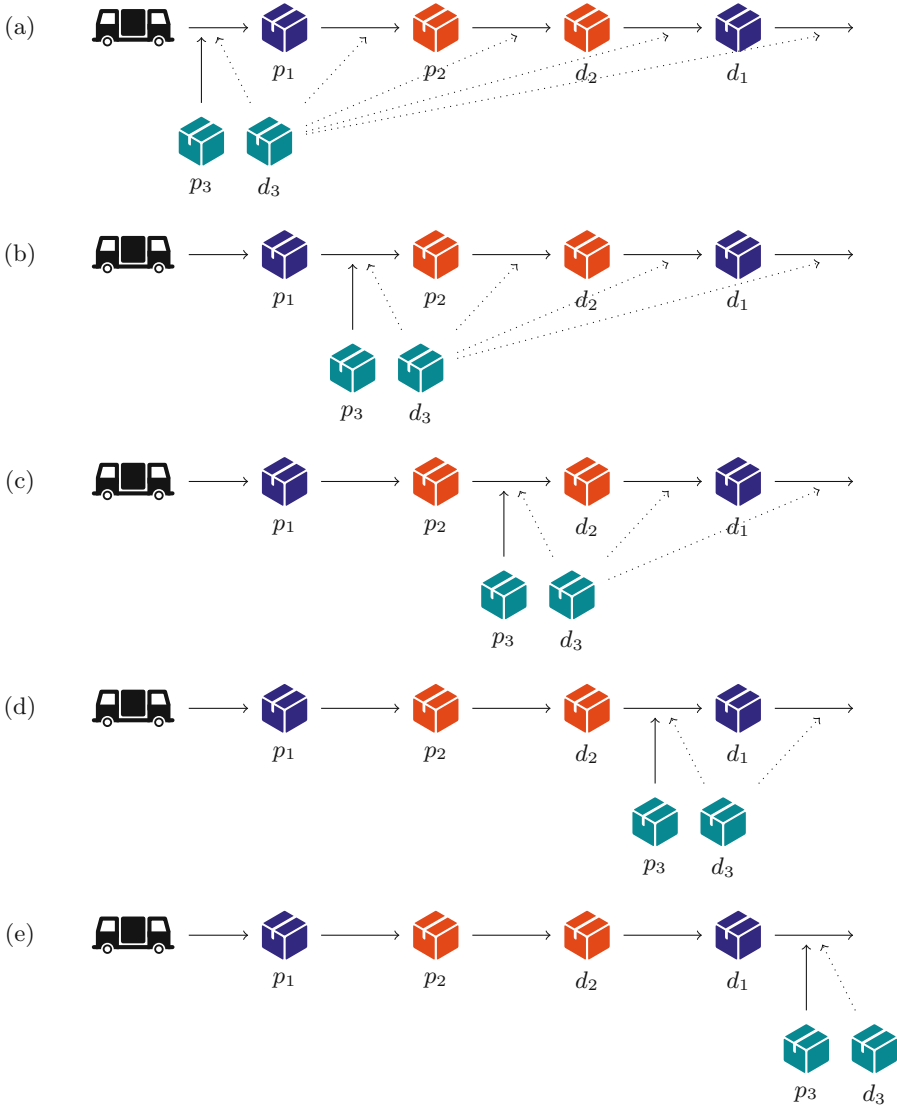 (a)
p₁ p₂ d₂ d₁
p₃ d₃
(b)
p₁ p₂ d₂ d₁
p₃ d₃
(c)
p₁ p₂ d₂ d₁
p₃ d₃
(d)
p₁ p₂ d₂ d₁
p₃ d₃
(e)
p₁ p₂ d₂ d₁
p₃ d₃